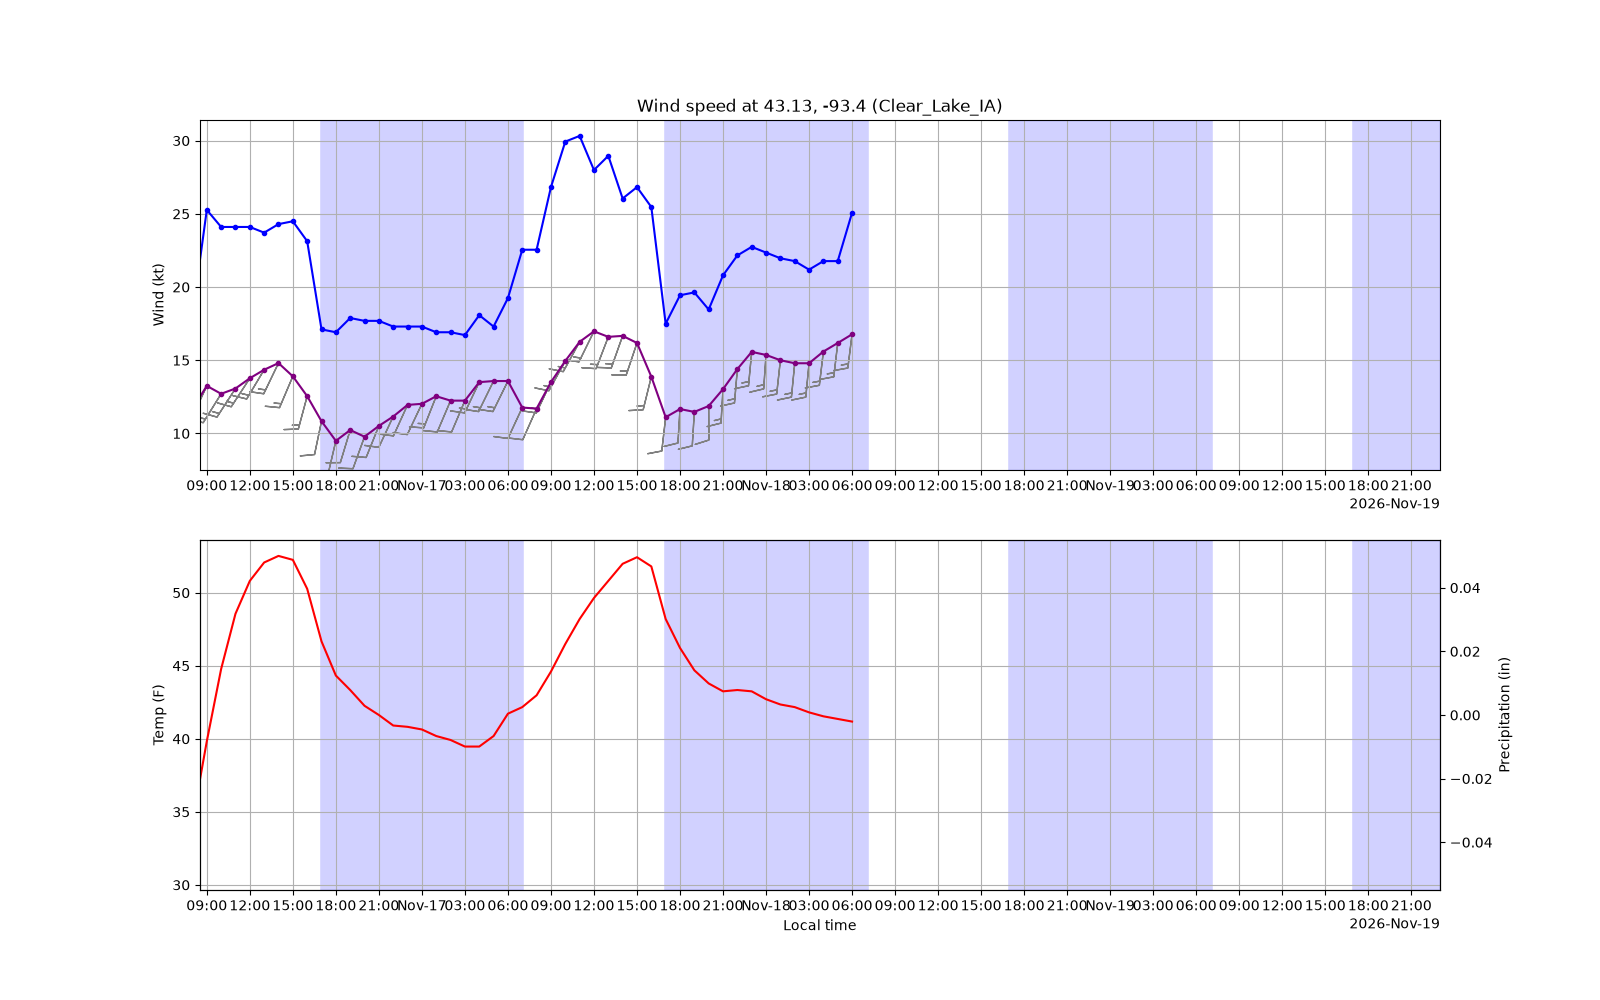 Wind speed at 43.13, -93.4 (Clear_Lake_IA)
30
25
20
15
10
Wind (kt)
09:00 12:00 15:00 18:00 21:00 Nov-17 03:00 06:00 09:00 12:00 15:00 18:00 21:00 Nov-18 03:00 06:00 09:00 12:00 15:00 18:00 21:00 Nov-19 03:00 06:00 09:00 12:00 15:00 18:00 21:00
2026-Nov-19
50
45
40
35
30
Temp (F)
0.04
0.02
0.00
−0.02
−0.04
Precipitation (in)
09:00 12:00 15:00 18:00 21:00 Nov-17 03:00 06:00 09:00 12:00 15:00 18:00 21:00 Nov-18 03:00 06:00 09:00 12:00 15:00 18:00 21:00 Nov-19 03:00 06:00 09:00 12:00 15:00 18:00 21:00
Local time
2026-Nov-19